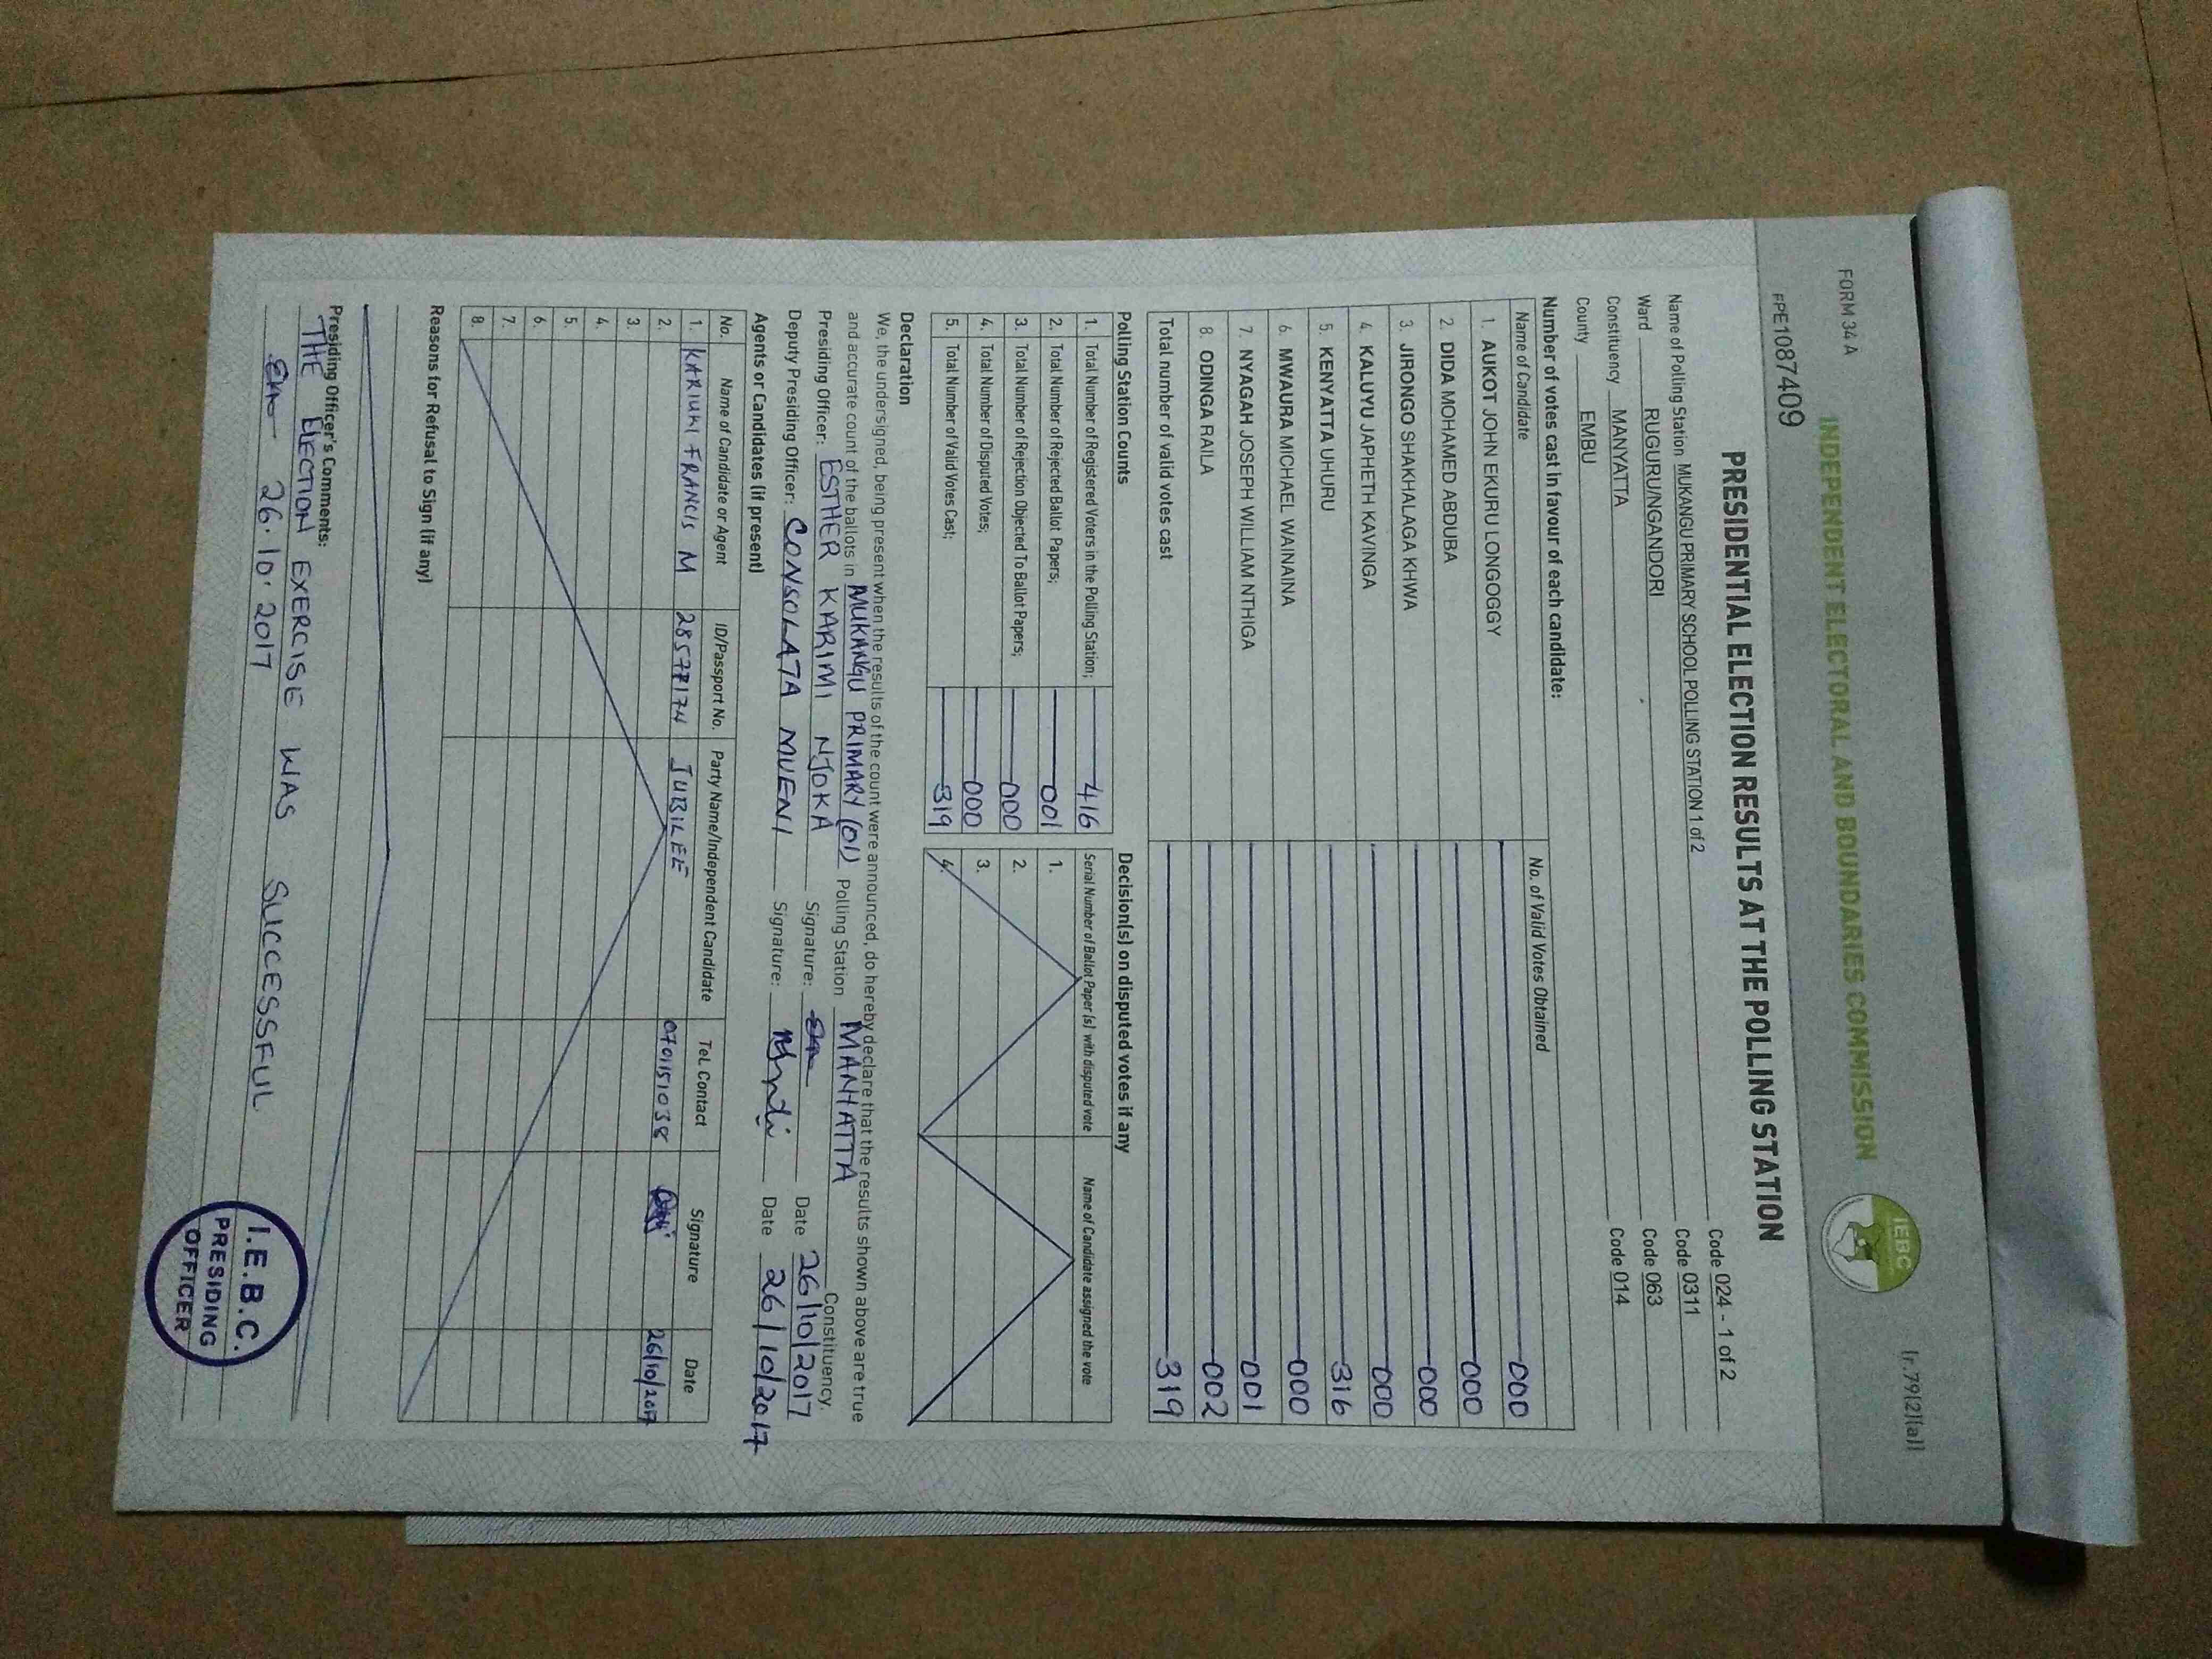 FORM 34 A
[r.79(2)(a)]
INDEPENDENT ELECTORAL AND BOUNDARIES COMMISSION
IEBC
FPE1087409
PRESIDENTIAL ELECTION RESULTS AT THE POLLING STATION
Name of Polling Station MUKANGU PRIMARY SCHOOL POLLING STATION 1 of 2 Code 024 - 1 of 2
Ward RUGURU/NGANDORI Code 0311
Constituency MANYATTA Code 063
County EMBU Code 014
Number of votes cast in favour of each candidate:
Name of Candidate No. of Valid Votes Obtained
1. AUKOT JOHN EKURU LONGOGGY 000
2. DIDA MOHAMED ABDUBA 000
3. JIRONGO SHAKHALAGA KHWA 000
4. KALUYU JAPHETH KAVINGA 000
5. KENYATTA UHURU 316
6. MWAURA MICHAEL WAINAINA 000
7. NYAGAH JOSEPH WILLIAM NTHIGA 001
8. ODINGA RAILA 002
Total number of valid votes cast 319
Polling Station Counts Decision(s) on disputed votes if any
1. Total Number of Registered Voters in the Polling Station; 416 Serial Number of Ballot Paper (s) with disputed vote Name of Candidate assigned the vote
2. Total Number of Rejected Ballot Papers; 001 1.
3. Total Number of Rejection Objected To Ballot Papers; 000 2.
4. Total Number of Disputed Votes; 000 3.
5. Total Number of Valid Votes Cast; 319 4.
Declaration
We, the undersigned, being present when the results of the count were announced, do hereby declare that the results shown above are true
and accurate count of the ballots in MUKANGU PRIMARY (01) Polling Station MANYATTA Constituency.
Presiding Officer: ESTHER KARIMI NJOKA Signature: Date 26/10/2017
Deputy Presiding Officer: CONSOLATA MUENI Signature: Date 26/10/2017
Agents or Candidates (if present)
No. Name of Candidate or Agent ID/Passport No. Party Name/Independent Candidate Tel. Contact Signature Date
1. KARIUKI FRANCIS M 28577174 JUBILEE 0701151038 26/10/2017
2.
3.
4.
5.
6.
7.
8.
Reasons for Refusal to Sign (if any)
Presiding Officer's Comments:
THE ELECTION EXERCISE WAS SUCCESSFUL
26.10.2017
I.E.B.C.
PRESIDING
OFFICER